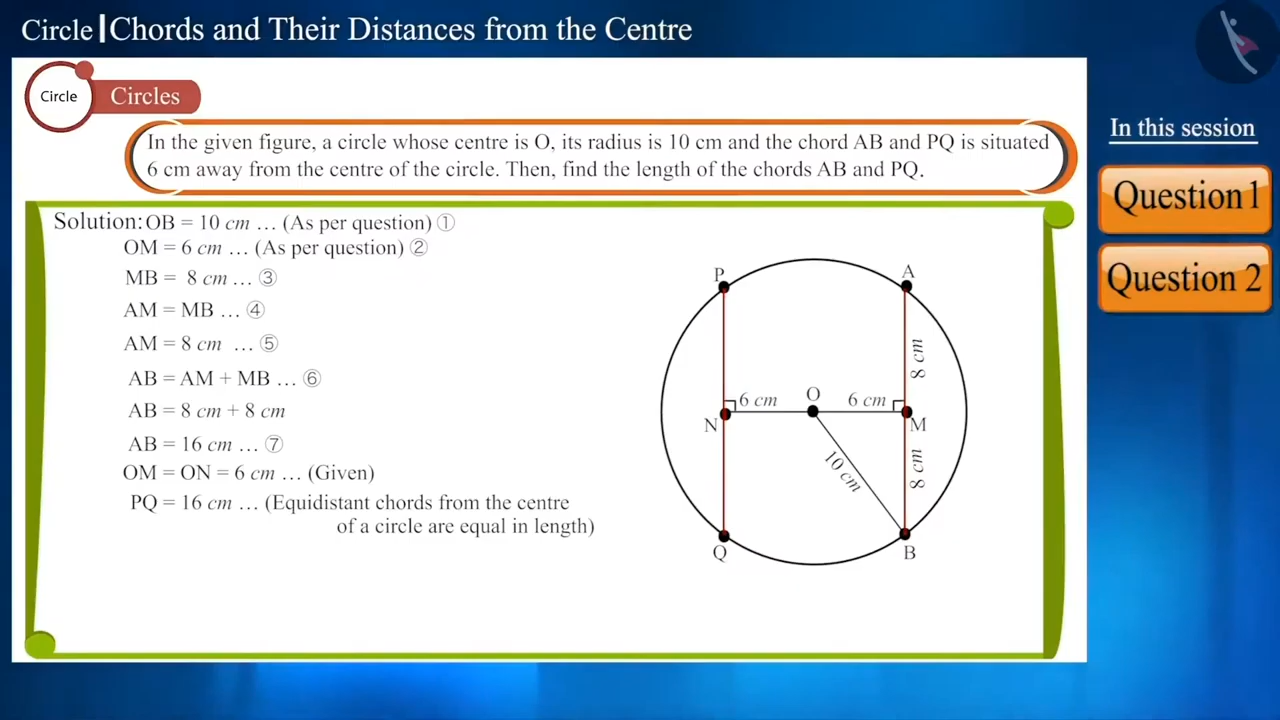 Circle|Chords and Their Distances from the Centre
Circle
Circles
In this session
In the given figure, a circle whose centre is O, its radius is 10 cm and the chord AB and PQ is situated
6 cm away from the centre of the circle. Then, find the length of the chords AB and PQ.
Question 1
Question 2
Solution: OB = 10 cm ... (As per question) ①
OM = 6 cm ... (As per question) ②
MB = 8 cm ... ③
AM = MB ... ④
AM = 8 cm ... ⑤
AB = AM + MB ... ⑥
AB = 8 cm + 8 cm
AB = 16 cm ... ⑦
OM = ON = 6 cm ... (Given)
PQ = 16 cm ... (Equidistant chords from the centre
of a circle are equal in length)
P
A
8 cm
6 cm
O
6 cm
N
M
10 cm
8 cm
Q
B